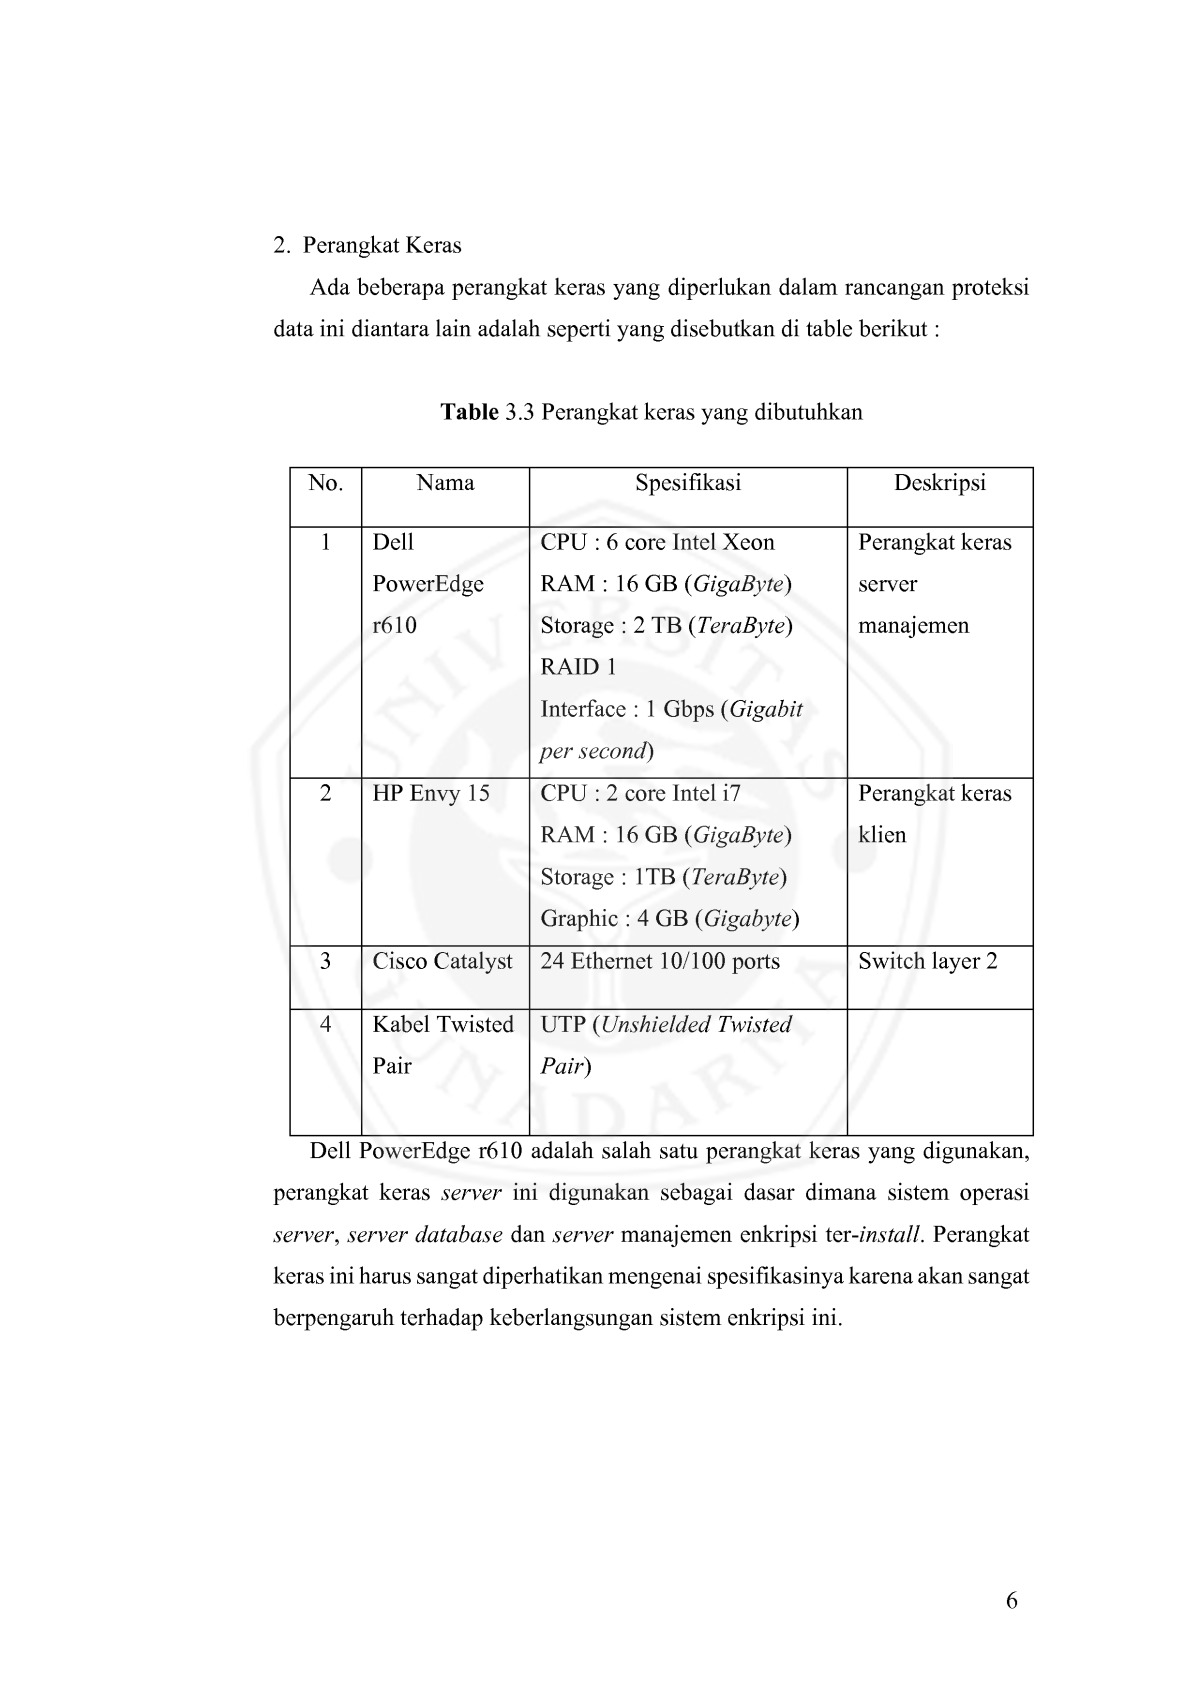 2. Perangkat Keras
Ada beberapa perangkat keras yang diperlukan dalam rancangan proteksi
data ini diantara lain adalah seperti yang disebutkan di table berikut :
Table 3.3 Perangkat keras yang dibutuhkan
No. Nama Spesifikasi Deskripsi
1 Dell CPU : 6 core Intel Xeon Perangkat keras
PowerEdge RAM : 16 GB (GigaByte) server
r610 Storage : 2 TB (TeraByte) manajemen
RAID 1
Interface : 1 Gbps (Gigabit
per second)
2 HP Envy 15 CPU : 2 core Intel i7 Perangkat keras
RAM : 16 GB (GigaByte) klien
Storage : 1TB (TeraByte)
Graphic : 4 GB (Gigabyte)
3 Cisco Catalyst 24 Ethernet 10/100 ports Switch layer 2
4 Kabel Twisted UTP (Unshielded Twisted
Pair Pair)
Dell PowerEdge r610 adalah salah satu perangkat keras yang digunakan,
perangkat keras server ini digunakan sebagai dasar dimana sistem operasi
server, server database dan server manajemen enkripsi ter-install. Perangkat
keras ini harus sangat diperhatikan mengenai spesifikasinya karena akan sangat
berpengaruh terhadap keberlangsungan sistem enkripsi ini.
6
UNIVERSITAS
GUNADARMA